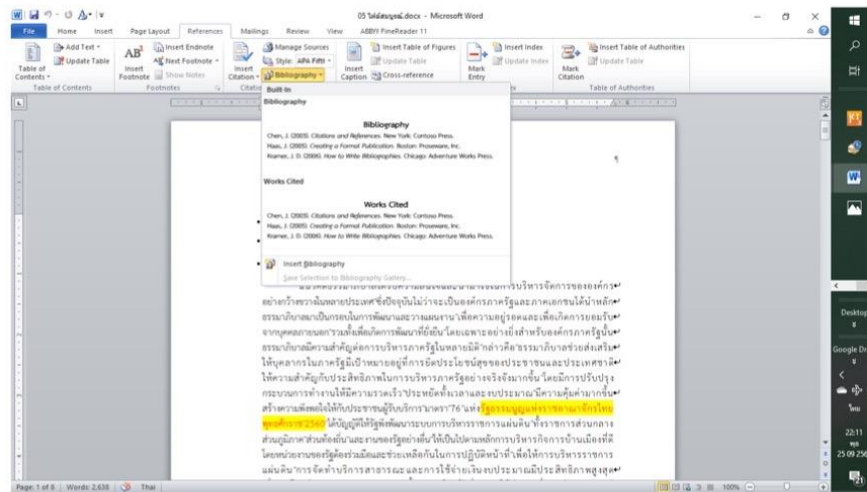 05 ไฟล์สมบูรณ์.docx - Microsoft Word
File Home Insert Page Layout References Mailings Review View ABBYY FineReader 11
Table of Contents
Add Text
Update Table
Table of Contents
AB¹
Insert Footnote
Insert Endnote
Next Footnote
Show Notes
Footnotes
Insert Citation
Manage Sources
Style: APA Fifth
Bibliography
Insert Caption
Insert Table of Figures
Update Table
Cross-reference
Mark Entry
Insert Index
Update Index
Mark Citation
Insert Table of Authorities
Update Table
Table of Authorities
Built-In
Bibliography
Bibliography
Chen, J. (2003). Citations and References. New York: Contoso Press.
Haas, J. (2005). Creating a Formal Publication. Boston: Proseware, Inc.
Kramer, J. D. (2006). How to Write Bibliographies. Chicago: Adventure Works Press.
Works Cited
Works Cited
Chen, J. (2003). Citations and References. New York: Contoso Press.
Haas, J. (2005). Creating a Formal Publication. Boston: Proseware, Inc.
Kramer, J. D. (2006). How to Write Bibliographies. Chicago: Adventure Works Press.
Insert Bibliography
Save Selection to Bibliography Gallery...
ในการบริหารจัดการขององค์กร
อย่างกว้างขวางในหลายประเทศ ซึ่งปัจจุบันไม่ว่าจะเป็นองค์กรภาครัฐและภาคเอกชนได้นำหลัก
ธรรมาภิบาลมาเป็นกรอบในการพัฒนาและวางแผนงาน เพื่อความอยู่รอดและเพื่อเกิดการยอมรับ
จากบุคคลภายนอก รวมทั้งเพื่อเกิดการพัฒนาที่ยั่งยืน โดยเฉพาะอย่างยิ่งสำหรับองค์กรภาครัฐนั้น
ธรรมาภิบาลมีความสำคัญต่อการบริหารภาครัฐในหลายมิติ กล่าวคือ ธรรมาภิบาลช่วยส่งเสริม
ให้บุคลากรในภาครัฐมีเป้าหมายอยู่ที่การยึดประโยชน์สุขของประชาชนและประเทศชาติ
ให้ความสำคัญกับประสิทธิภาพในการบริหารภาครัฐอย่างจริงจังมากขึ้น โดยมีการปรับปรุง
กระบวนการทำงานให้มีความรวดเร็ว ประหยัดทั้งเวลาและงบประมาณ มีความคุ้มค่ามากขึ้น
สร้างความพึงพอใจให้กับประชาชนผู้รับบริการ มาตรา 76 แห่งรัฐธรรมนูญแห่งราชอาณาจักรไทย
พุทธศักราช 2560 ได้บัญญัติให้รัฐพึงพัฒนาระบบการบริหารราชการแผ่นดิน ทั้งราชการส่วนกลาง
ส่วนภูมิภาค ส่วนท้องถิ่น และงานของรัฐอย่างอื่น ให้เป็นไปตามหลักการบริหารกิจการบ้านเมืองที่ดี
โดยหน่วยงานของรัฐต้องร่วมมือและช่วยเหลือกันในการปฏิบัติหน้าที่ เพื่อให้การบริหารราชการ
แผ่นดิน การจัดทำบริการสาธารณะและการใช้จ่ายเงินงบประมาณมีประสิทธิภาพสูงสุด
Page: 1 of 8 Words: 2,638 Thai
100%
Desktop
Google Dr
ไทย
22:11
พุธ
25 09 256